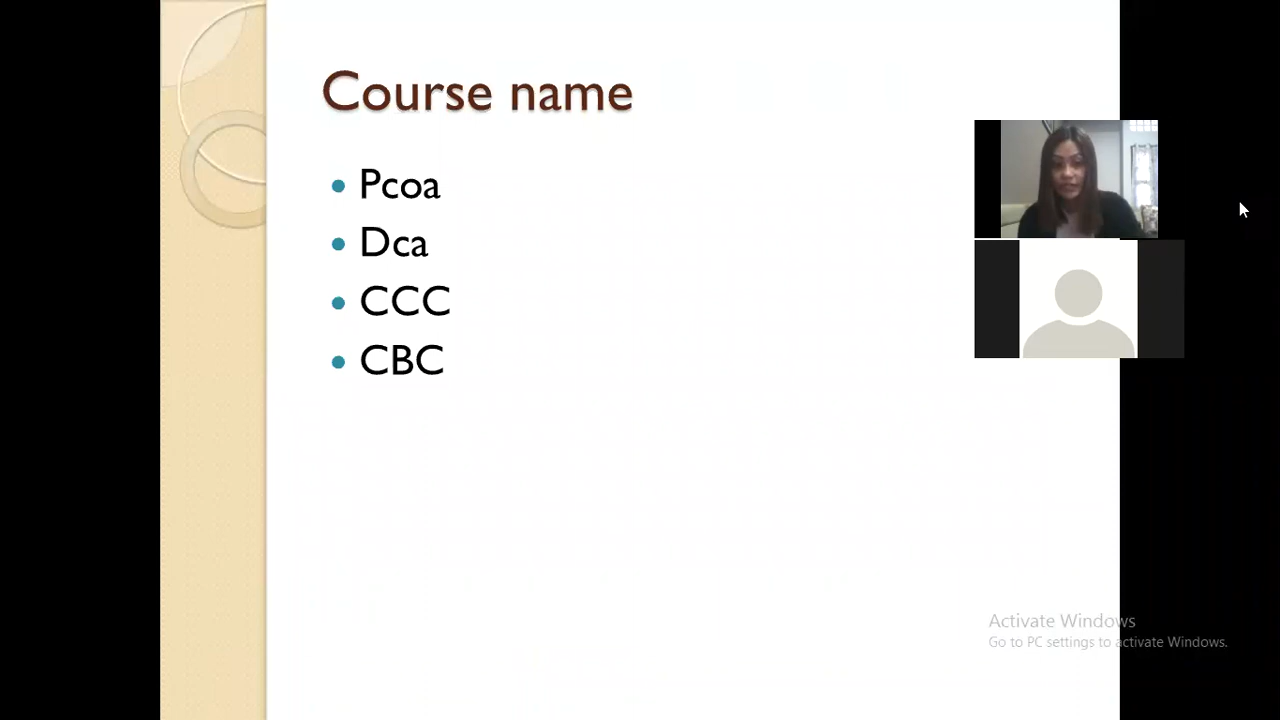 Course name
Pcoa
Dca
CCC
CBC
Activate Windows
Go to PC settings to activate Windows.